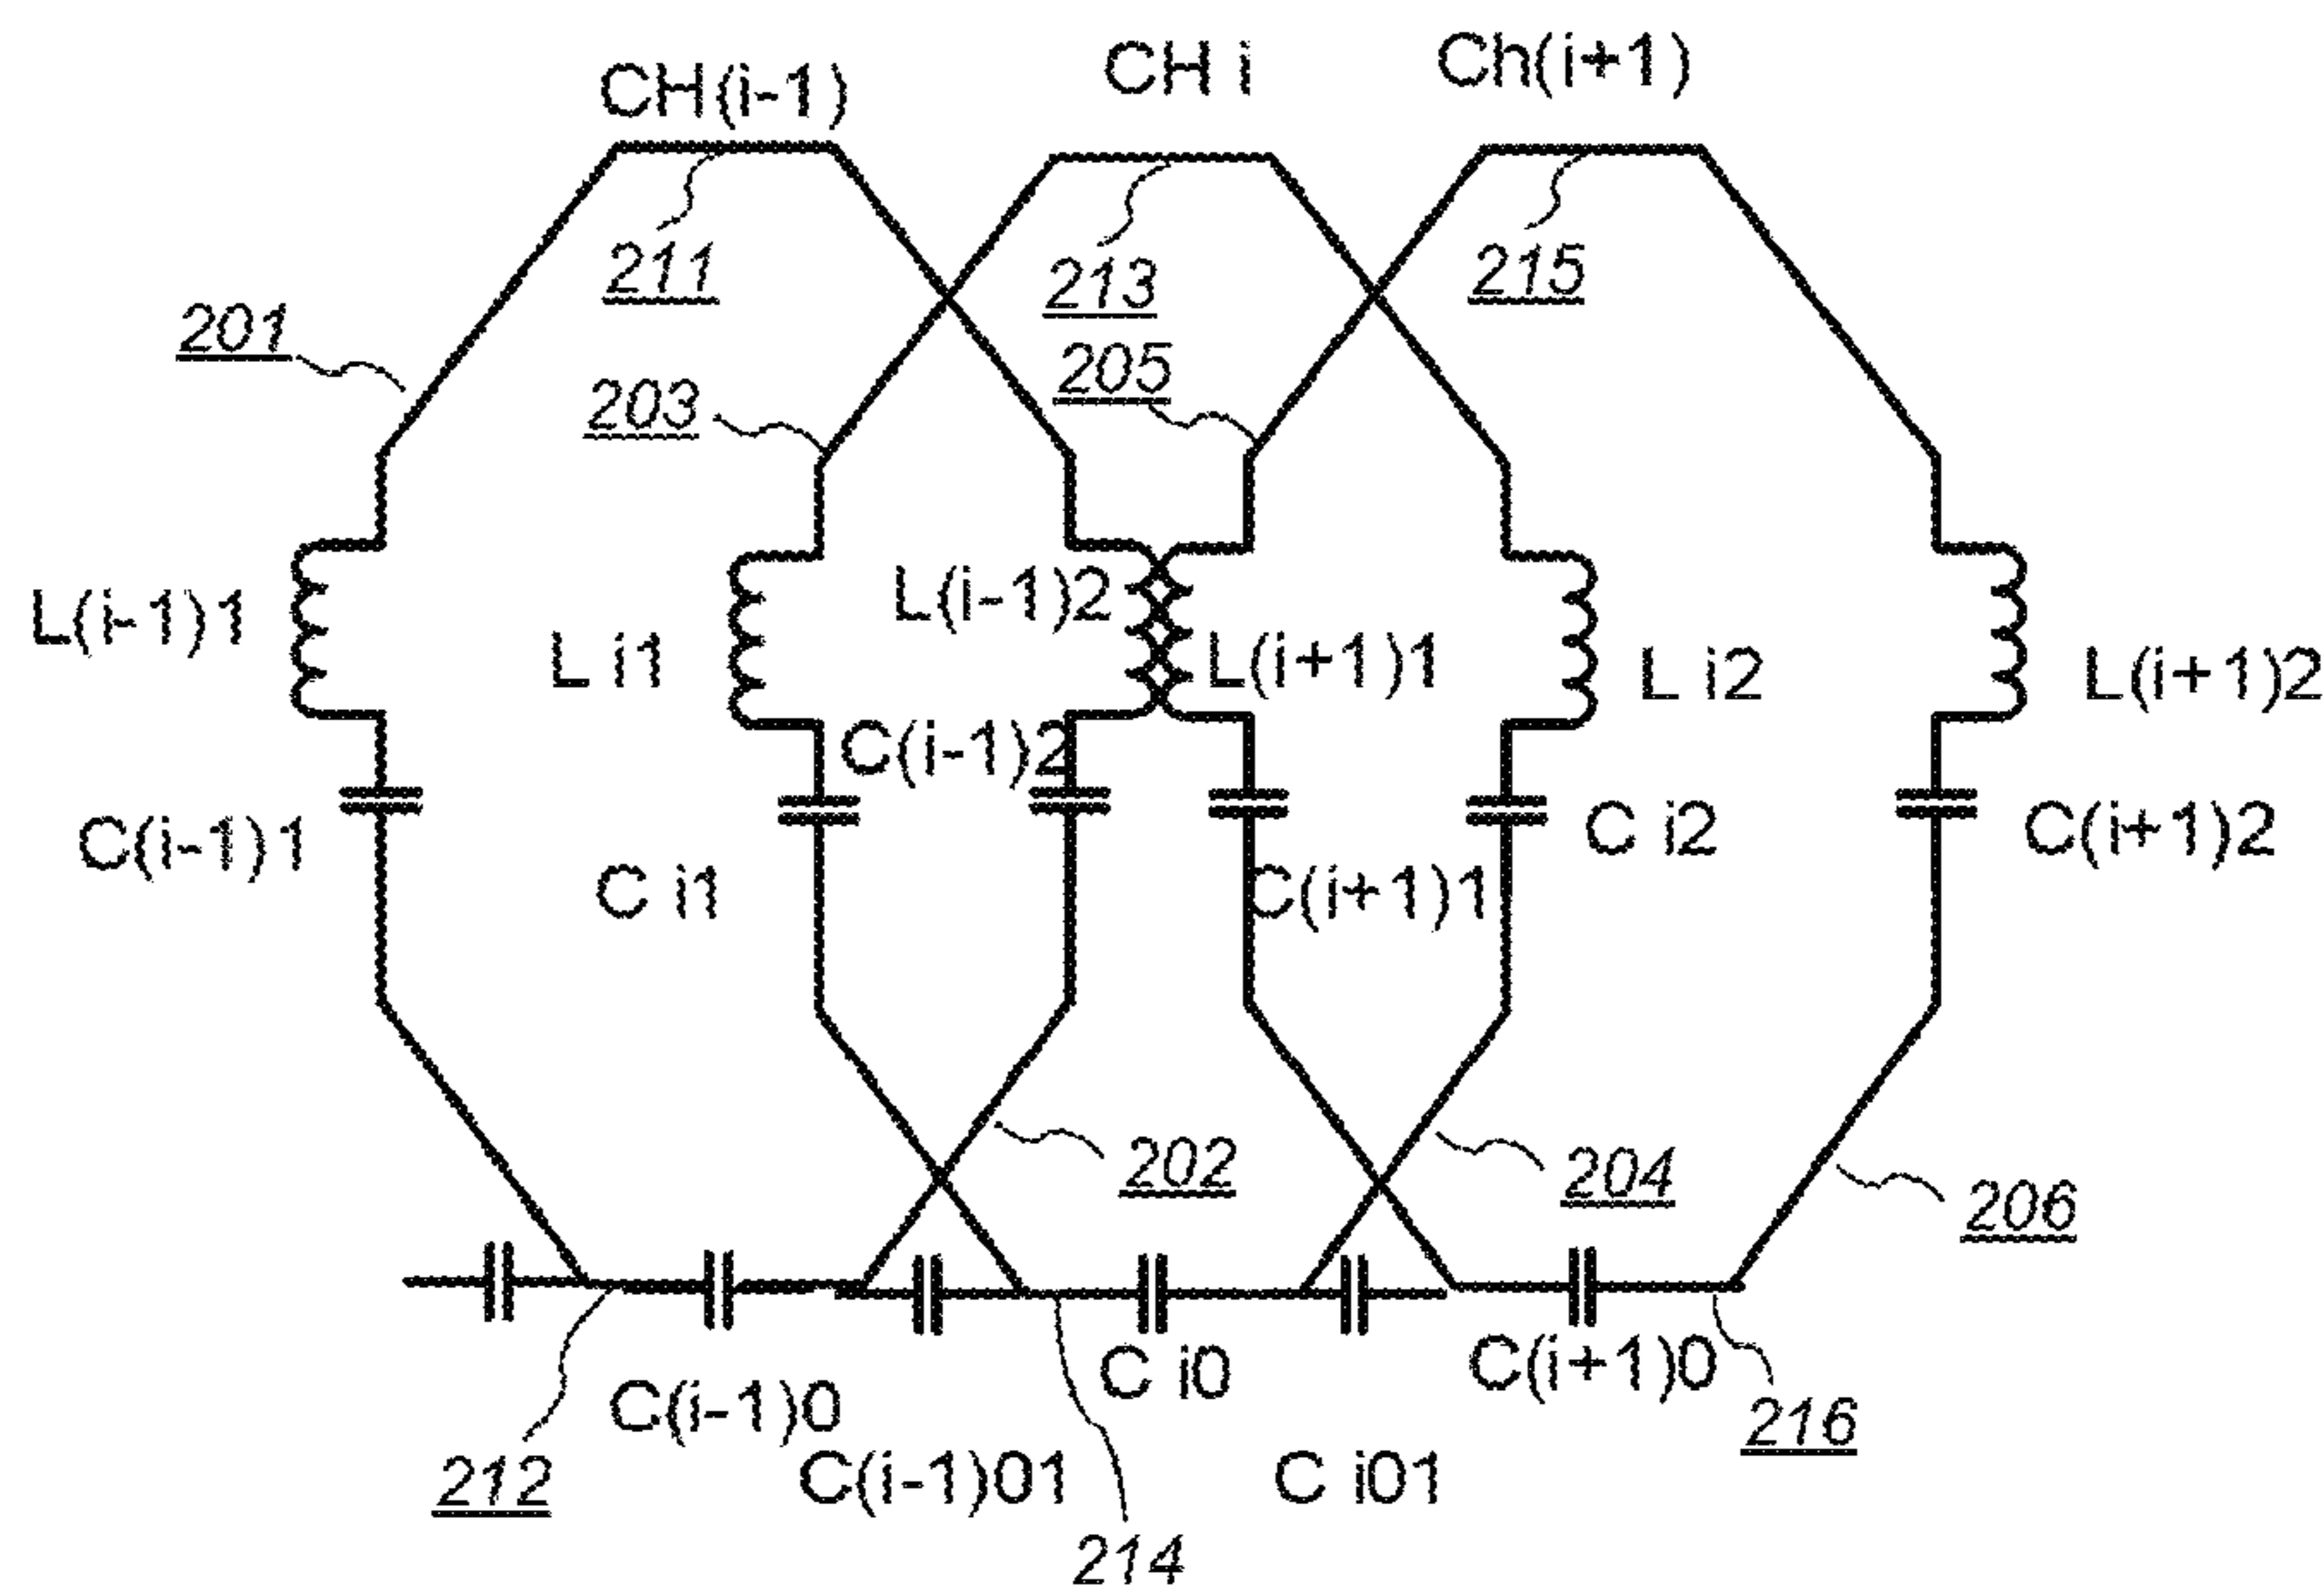 CH(i-1)
CH i
Ch(i+1)
211
213
215
201
203
205
L(i-1)1
L i1
L(i-1)2
L(i+1)1
L i2
L(i+1)2
C(i-1)1
C i1
C(i-1)2
C(i+1)1
C i2
C(i+1)2
202
204
206
C(i-1)0
C i0
C(i+1)0
212
C(i-1)01
C i01
216
214